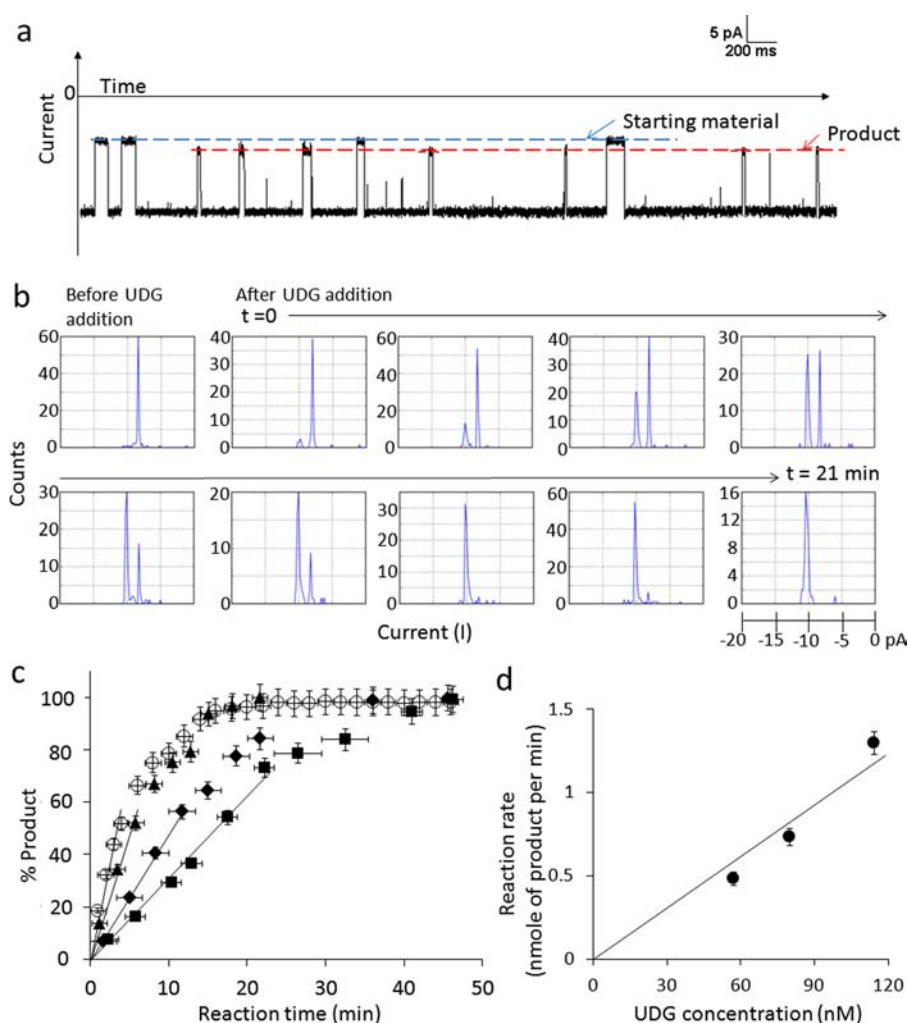 a
5 pA
200 ms
0
Time
Current
Starting material
Product
b
Before UDG
addition
After UDG addition
t =0
60
40
20
0
40
30
20
10
0
60
40
20
0
40
30
20
10
0
30
20
10
0
Counts
t = 21 min
30
20
10
0
20
10
0
40
30
20
10
0
60
40
20
0
16
12
8
4
0
Current (I)
-20 -15 -10 -5 0 pA
c
% Product
100
80
60
40
20
0
0 10 20 30 40 50
Reaction time (min)
d
Reaction rate
(nmole of product per min)
1.5
1
0.5
0
0 30 60 90 120
UDG concentration (nM)